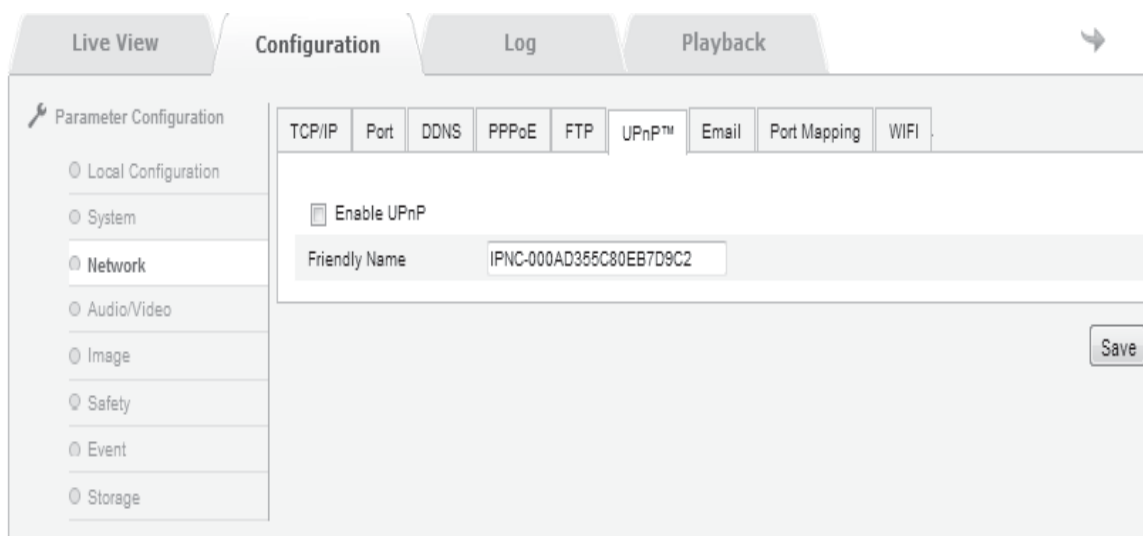 Live View Configuration Log Playback
Parameter Configuration
Local Configuration
System
Network
Audio/Video
Image
Safety
Event
Storage
TCP/IP Port DDNS PPPoE FTP UPnP™ Email Port Mapping WIFI
Enable UPnP
Friendly Name IPNC-000AD355C80EB7D9C2
Save